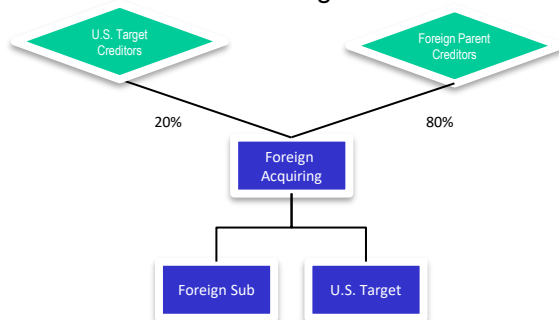 U.S. Target
Creditors
Foreign Parent
Creditors
20%
80%
Foreign
Acquiring
Foreign Sub
U.S. Target